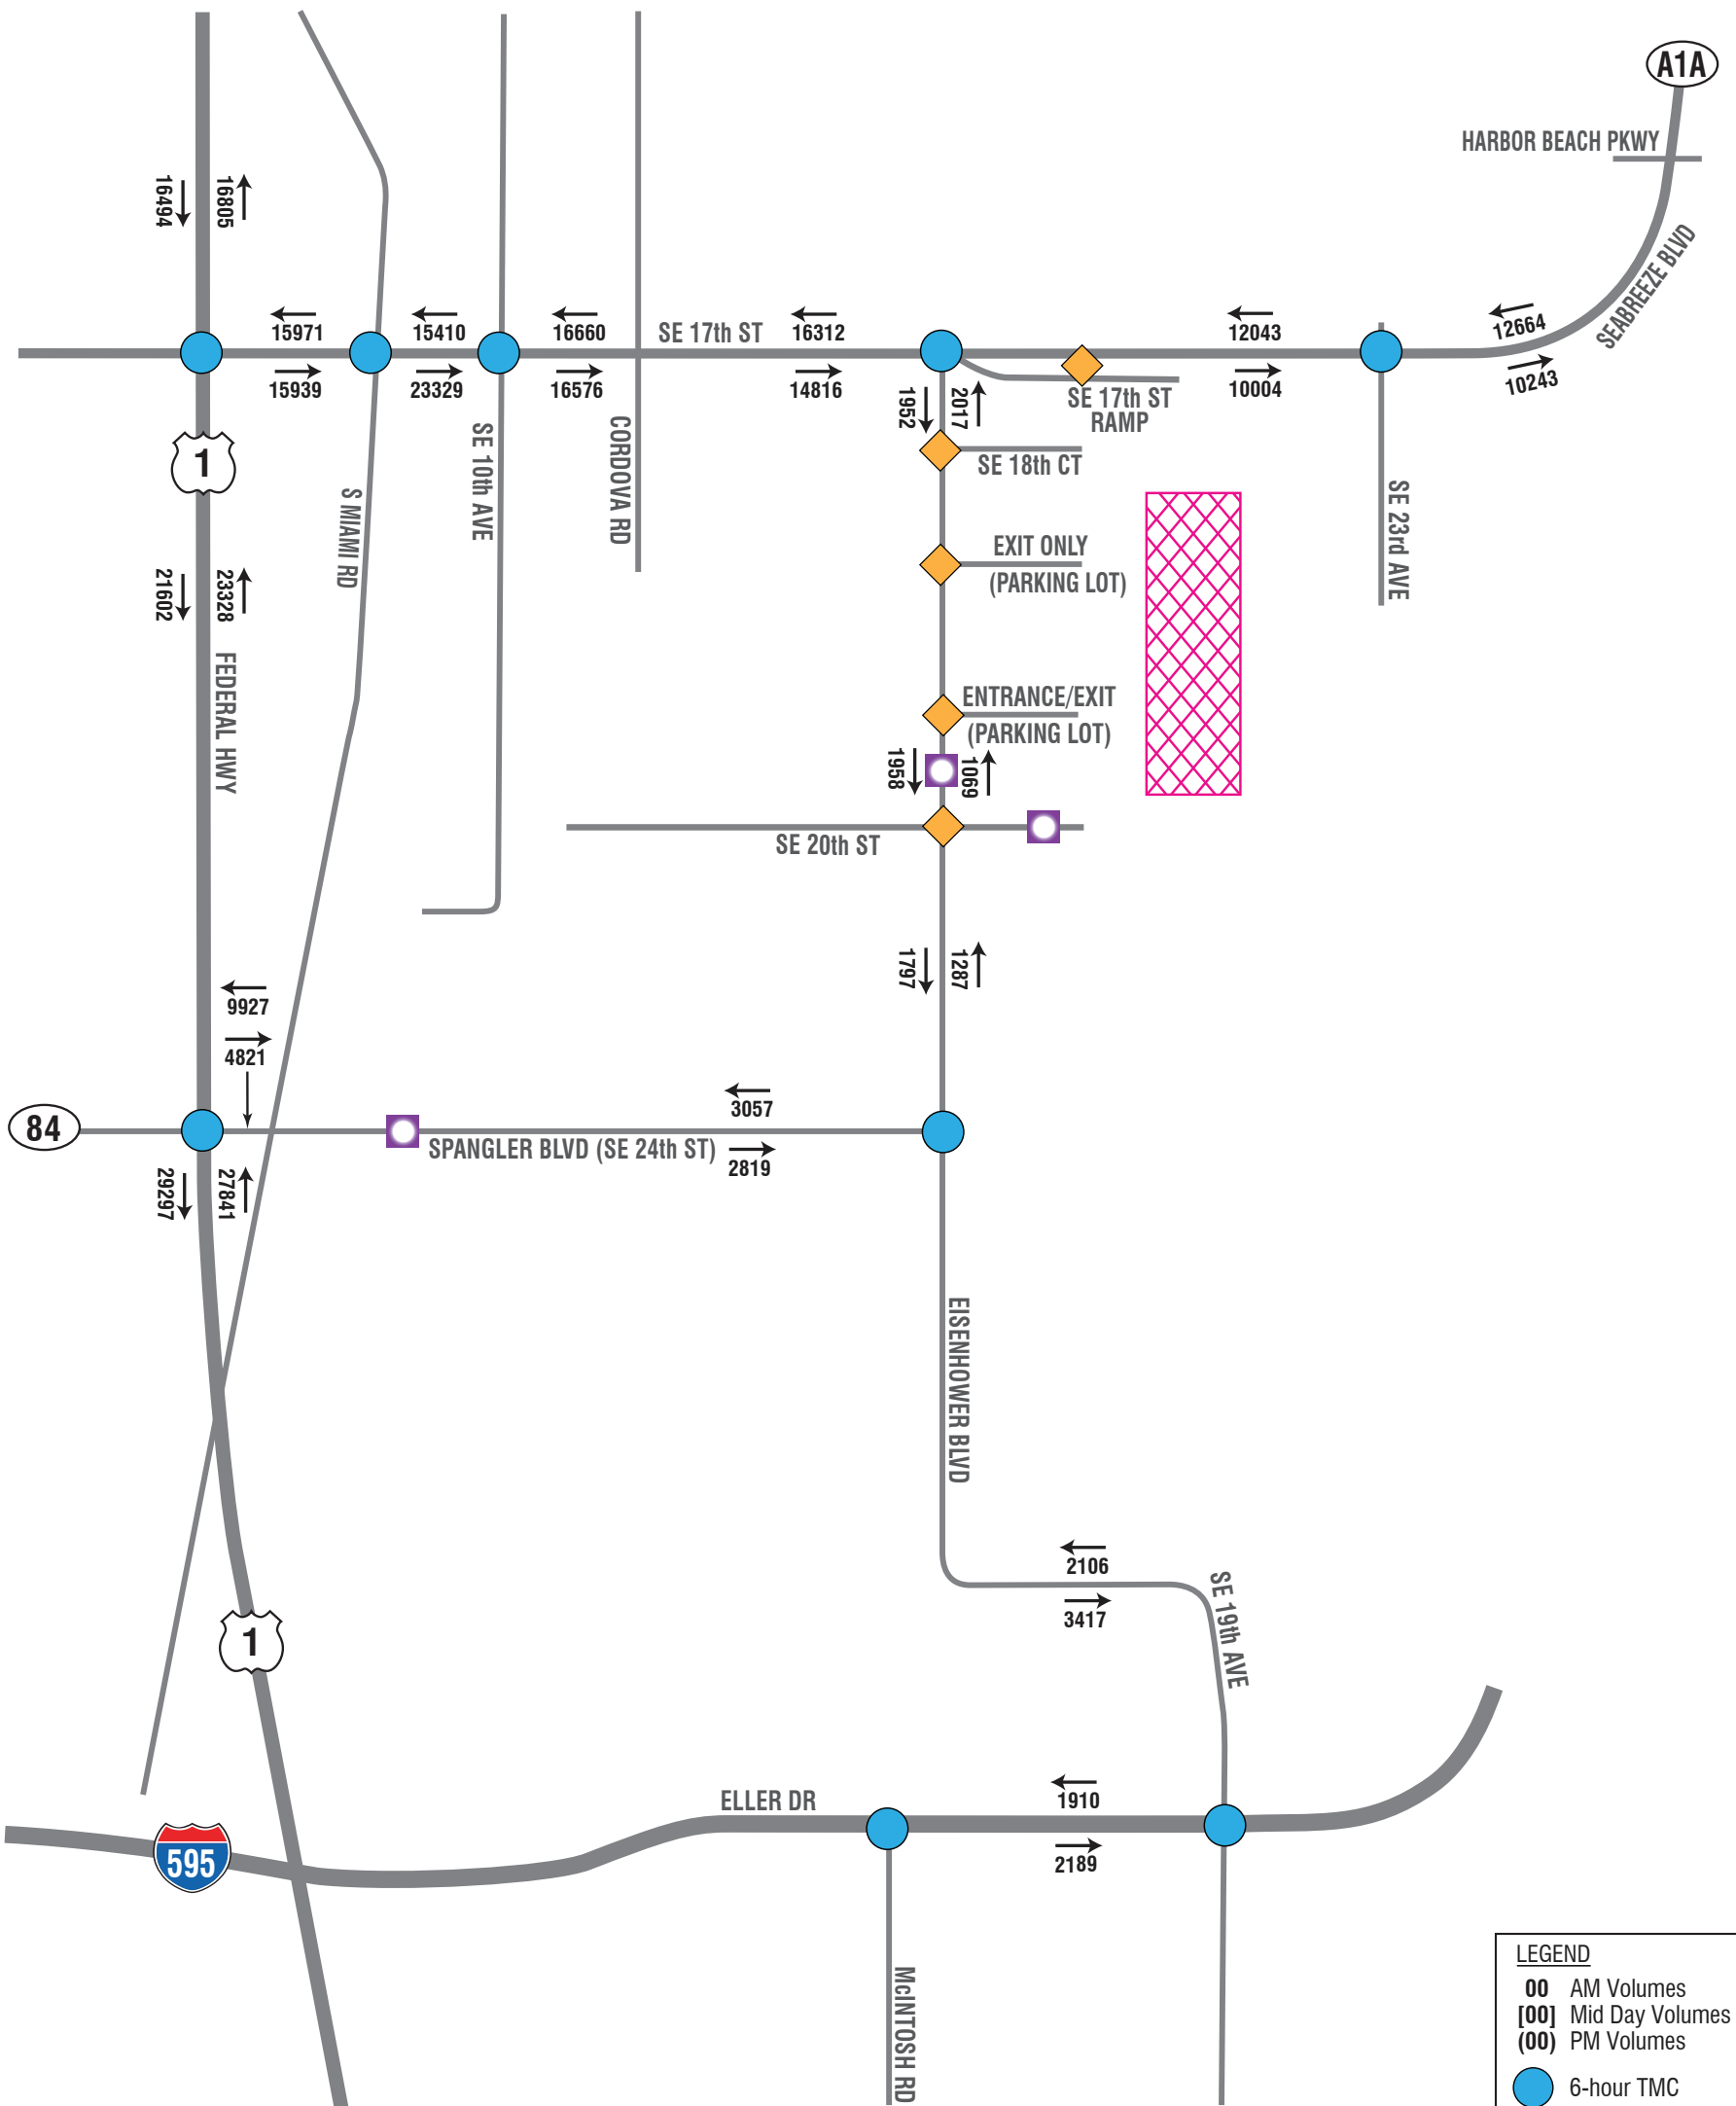 A1A
HARBOR BEACH PKWY
16494
16805
SEABREEZE BLVD
15971
15410
16660
SE 17th ST
16312
12043
12664
15939
23329
16576
14816
10004
10243
1952
2017
SE 17th ST
RAMP
1
SE 10th AVE
CORDOVA RD
SE 18th CT
S MIAMI RD
SE 23rd AVE
EXIT ONLY
(PARKING LOT)
21602
23328
FEDERAL HWY
ENTRANCE/EXIT
(PARKING LOT)
1958
1069
SE 20th ST
1797
1287
9927
4821
84
3057
SPANGLER BLVD (SE 24th ST)
2819
29297
27841
EISENHOWER BLVD
2106
3417
SE 19th AVE
1
ELLER DR
1910
2189
595
McINTOSH RD
LEGEND
00 AM Volumes
[00] Mid Day Volumes
(00) PM Volumes
6-hour TMC